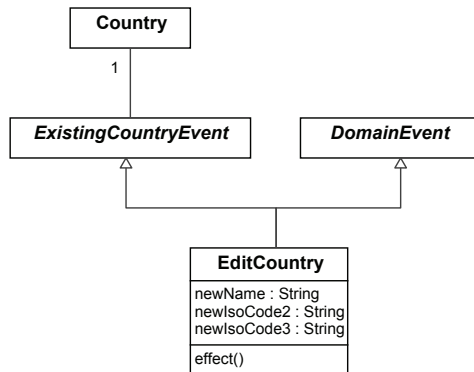 Country
1
ExistingCountryEvent
DomainEvent
EditCountry
newName : String
newIsoCode2 : String
newIsoCode3 : String
effect()